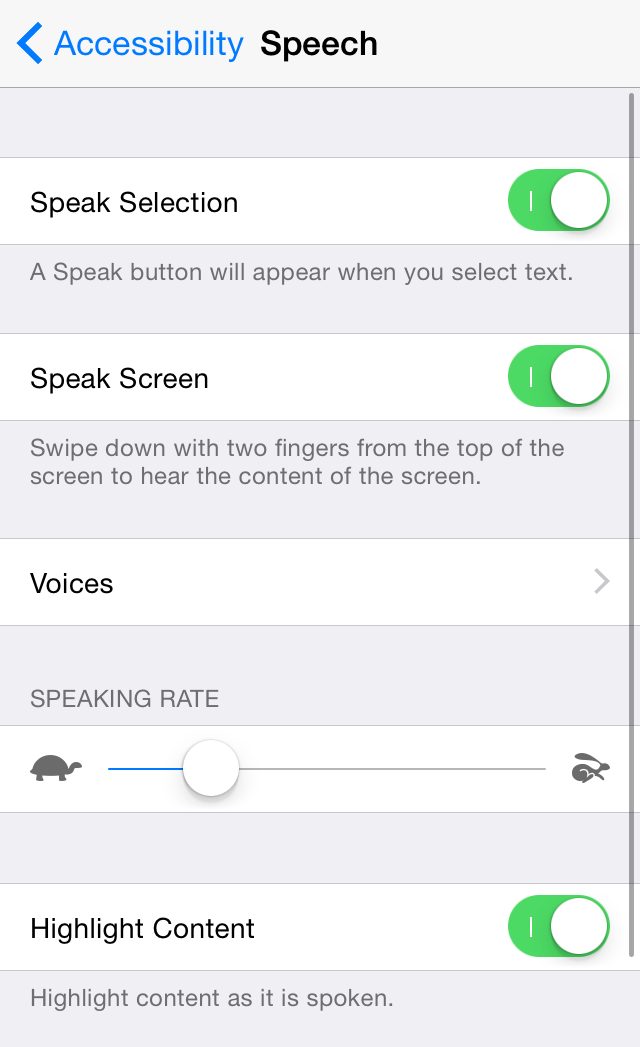 Accessibility Speech
Speak Selection
A Speak button will appear when you select text.
Speak Screen
Swipe down with two fingers from the top of the
screen to hear the content of the screen.
Voices
SPEAKING RATE
Highlight Content
Highlight content as it is spoken.